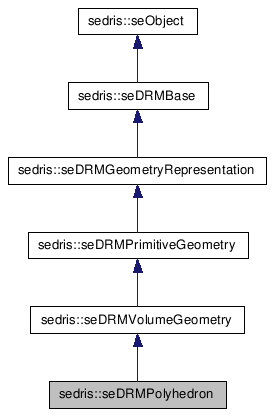 sedris::seObject
sedris::seDRMBase
sedris::seDRMGeometryRepresentation
sedris::seDRMPrimitiveGeometry
sedris::seDRMVolumeGeometry
sedris::seDRMPolyhedron